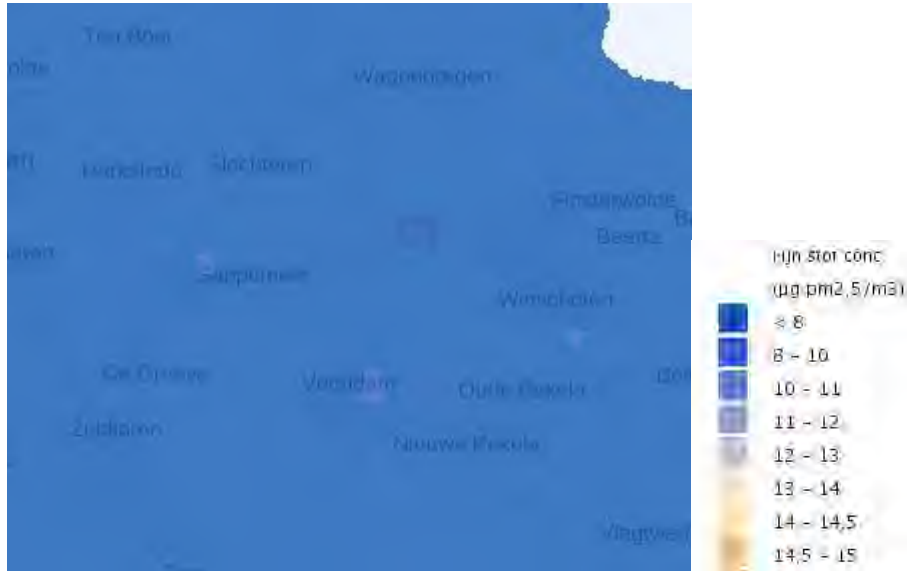 Ten Boer
Wagenborgen
Slochteren
Harkstede
Finsterwolde
Beerta
Sappemeer
Winschoten
De Groeve
Veendam
Oude Pekela
Zuidlaren
Nieuwe Pekela
Fijn stof conc
(µg pm2,5/m3)
< 8
8 - 10
10 - 11
11 - 12
12 - 13
13 - 14
14 - 14,5
14,5 - 15